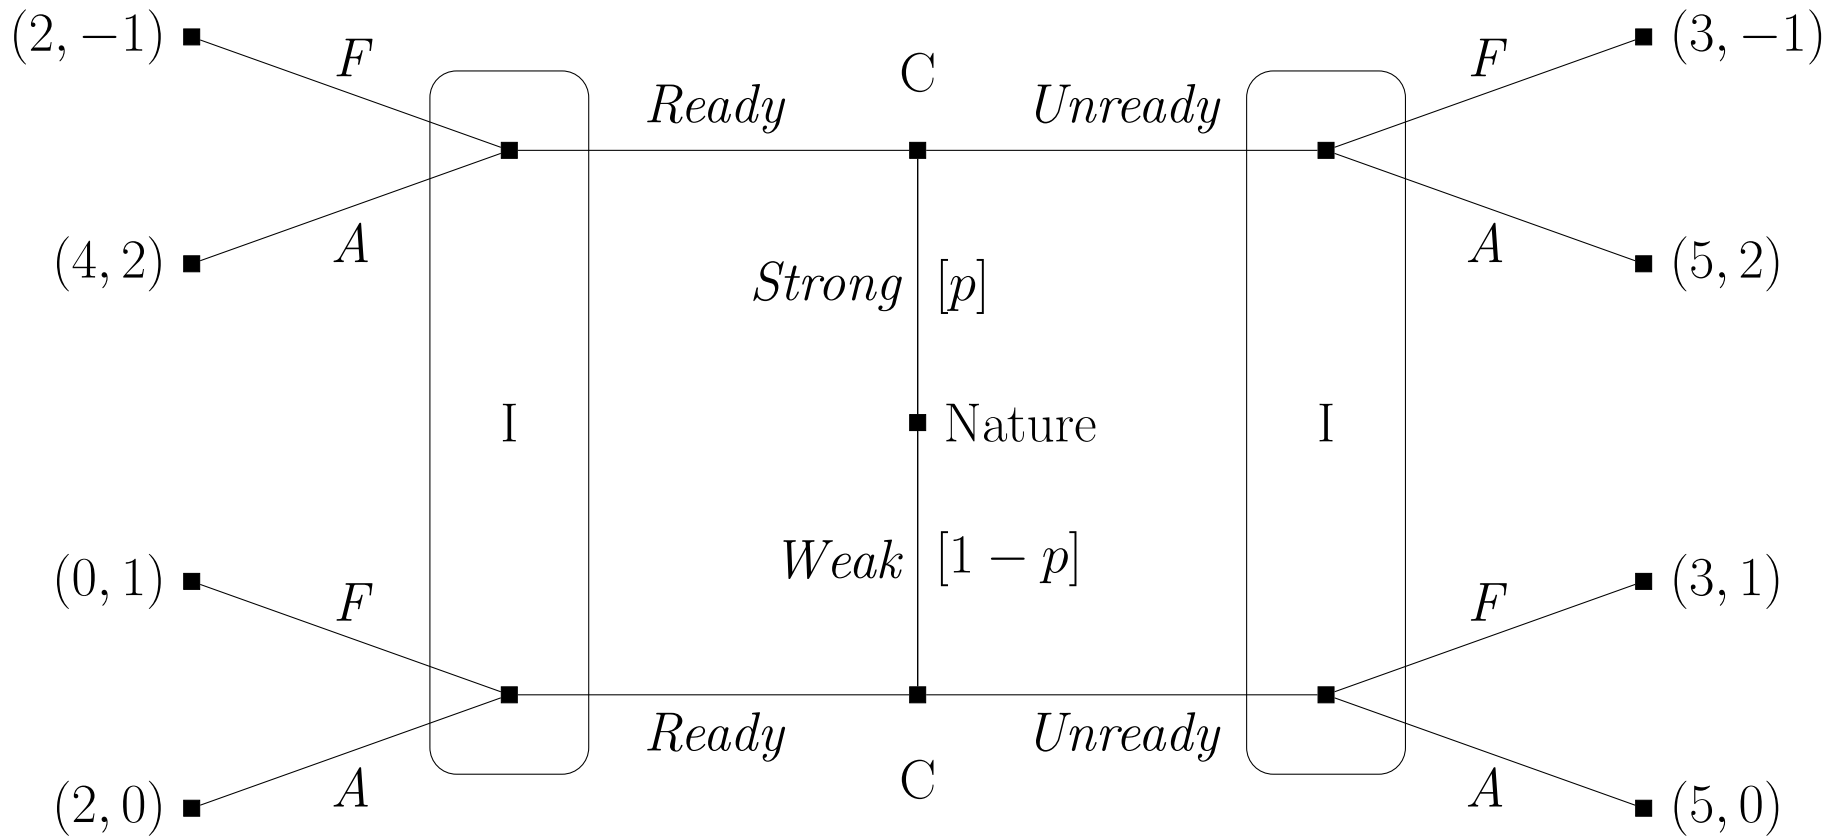 (2, −1) F C F (3, −1)
Ready Unready
(4, 2) A Strong [p] A (5, 2)
I Nature I
(0, 1) F Weak [1 − p] F (3, 1)
Ready Unready
(2, 0) A C A (5, 0)